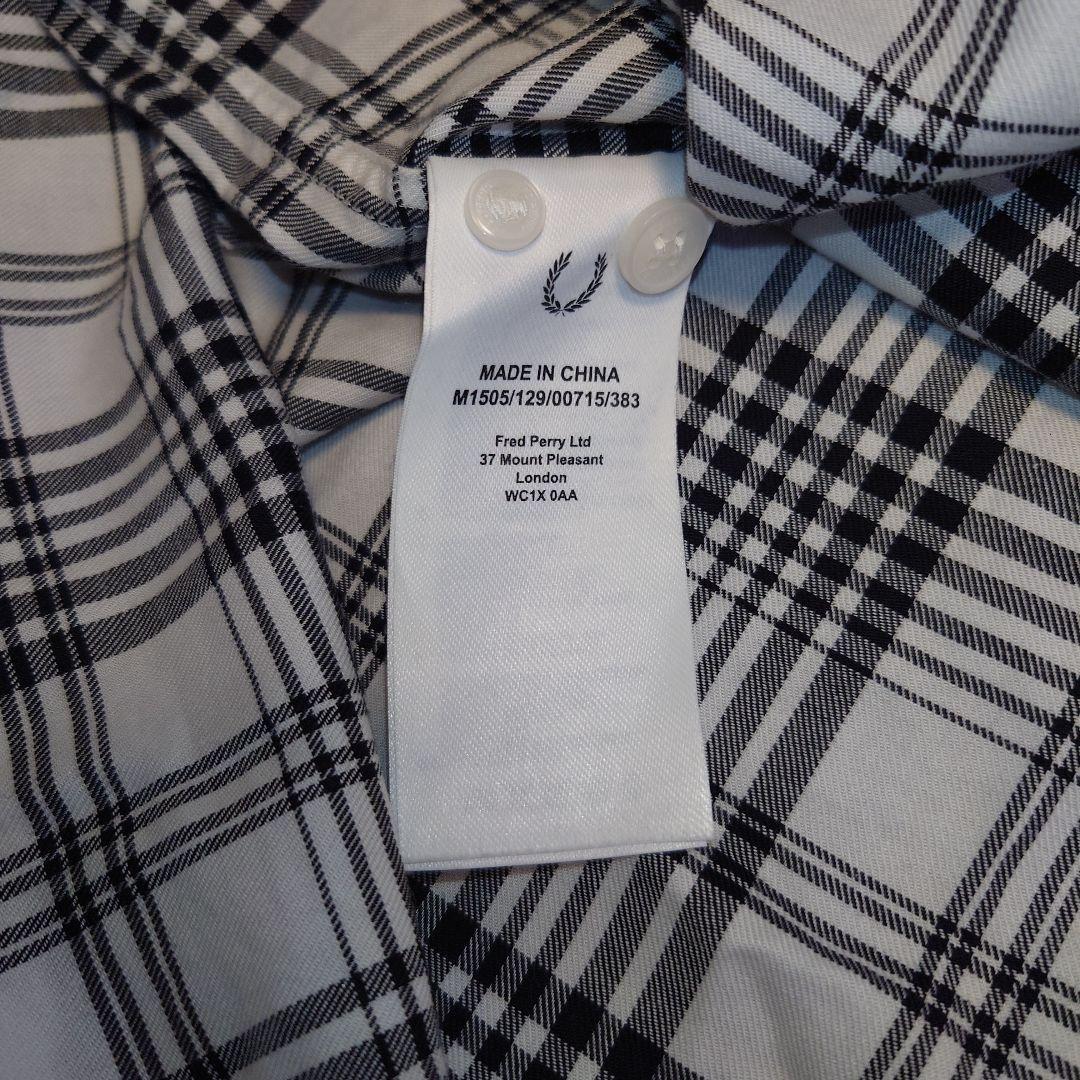 MADE IN CHINA
M1505/129/00715/383
Fred Perry Ltd
37 Mount Pleasant
London
WC1X 0AA